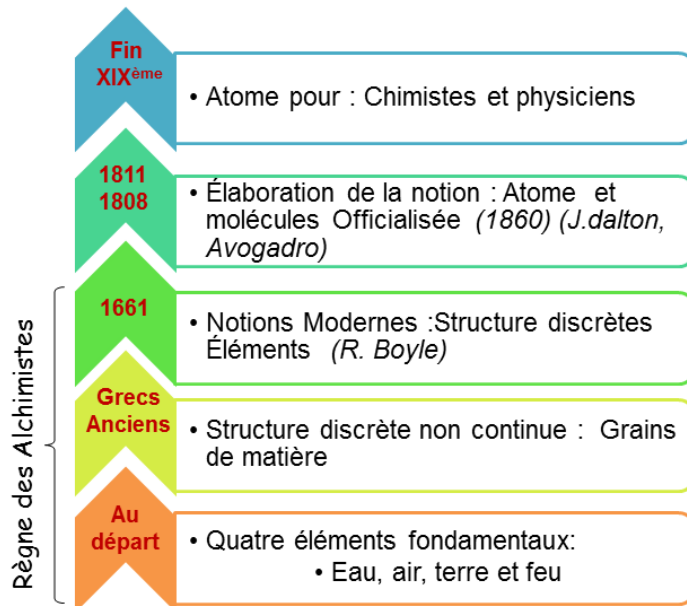 Fin
XIXème
• Atome pour : Chimistes et physiciens
1811
1808
• Élaboration de la notion : Atome et
molécules Officialisée (1860) (J.dalton,
Avogadro)
1661
• Notions Modernes :Structure discrètes
Éléments (R. Boyle)
Grecs
Anciens
• Structure discrète non continue : Grains
de matière
Au
départ
• Quatre éléments fondamentaux:
• Eau, air, terre et feu
Règne des Alchimistes